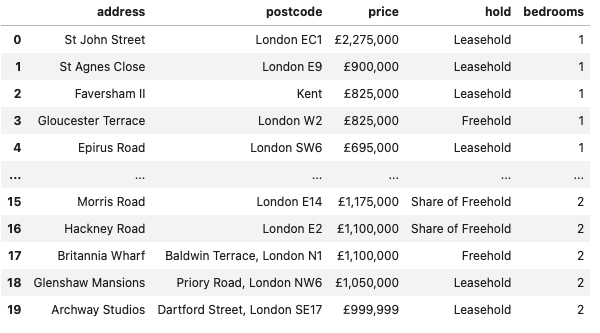 address postcode price hold bedrooms
0 St John Street London EC1 £2,275,000 Leasehold 1
1 St Agnes Close London E9 £900,000 Leasehold 1
2 Faversham II Kent £825,000 Leasehold 1
3 Gloucester Terrace London W2 £825,000 Freehold 1
4 Epirus Road London SW6 £695,000 Leasehold 1
... ... ... ... ... ...
15 Morris Road London E14 £1,175,000 Share of Freehold 2
16 Hackney Road London E2 £1,100,000 Share of Freehold 2
17 Britannia Wharf Baldwin Terrace, London N1 £1,100,000 Freehold 2
18 Glenshaw Mansions Priory Road, London NW6 £1,050,000 Leasehold 2
19 Archway Studios Dartford Street, London SE17 £999,999 Leasehold 2